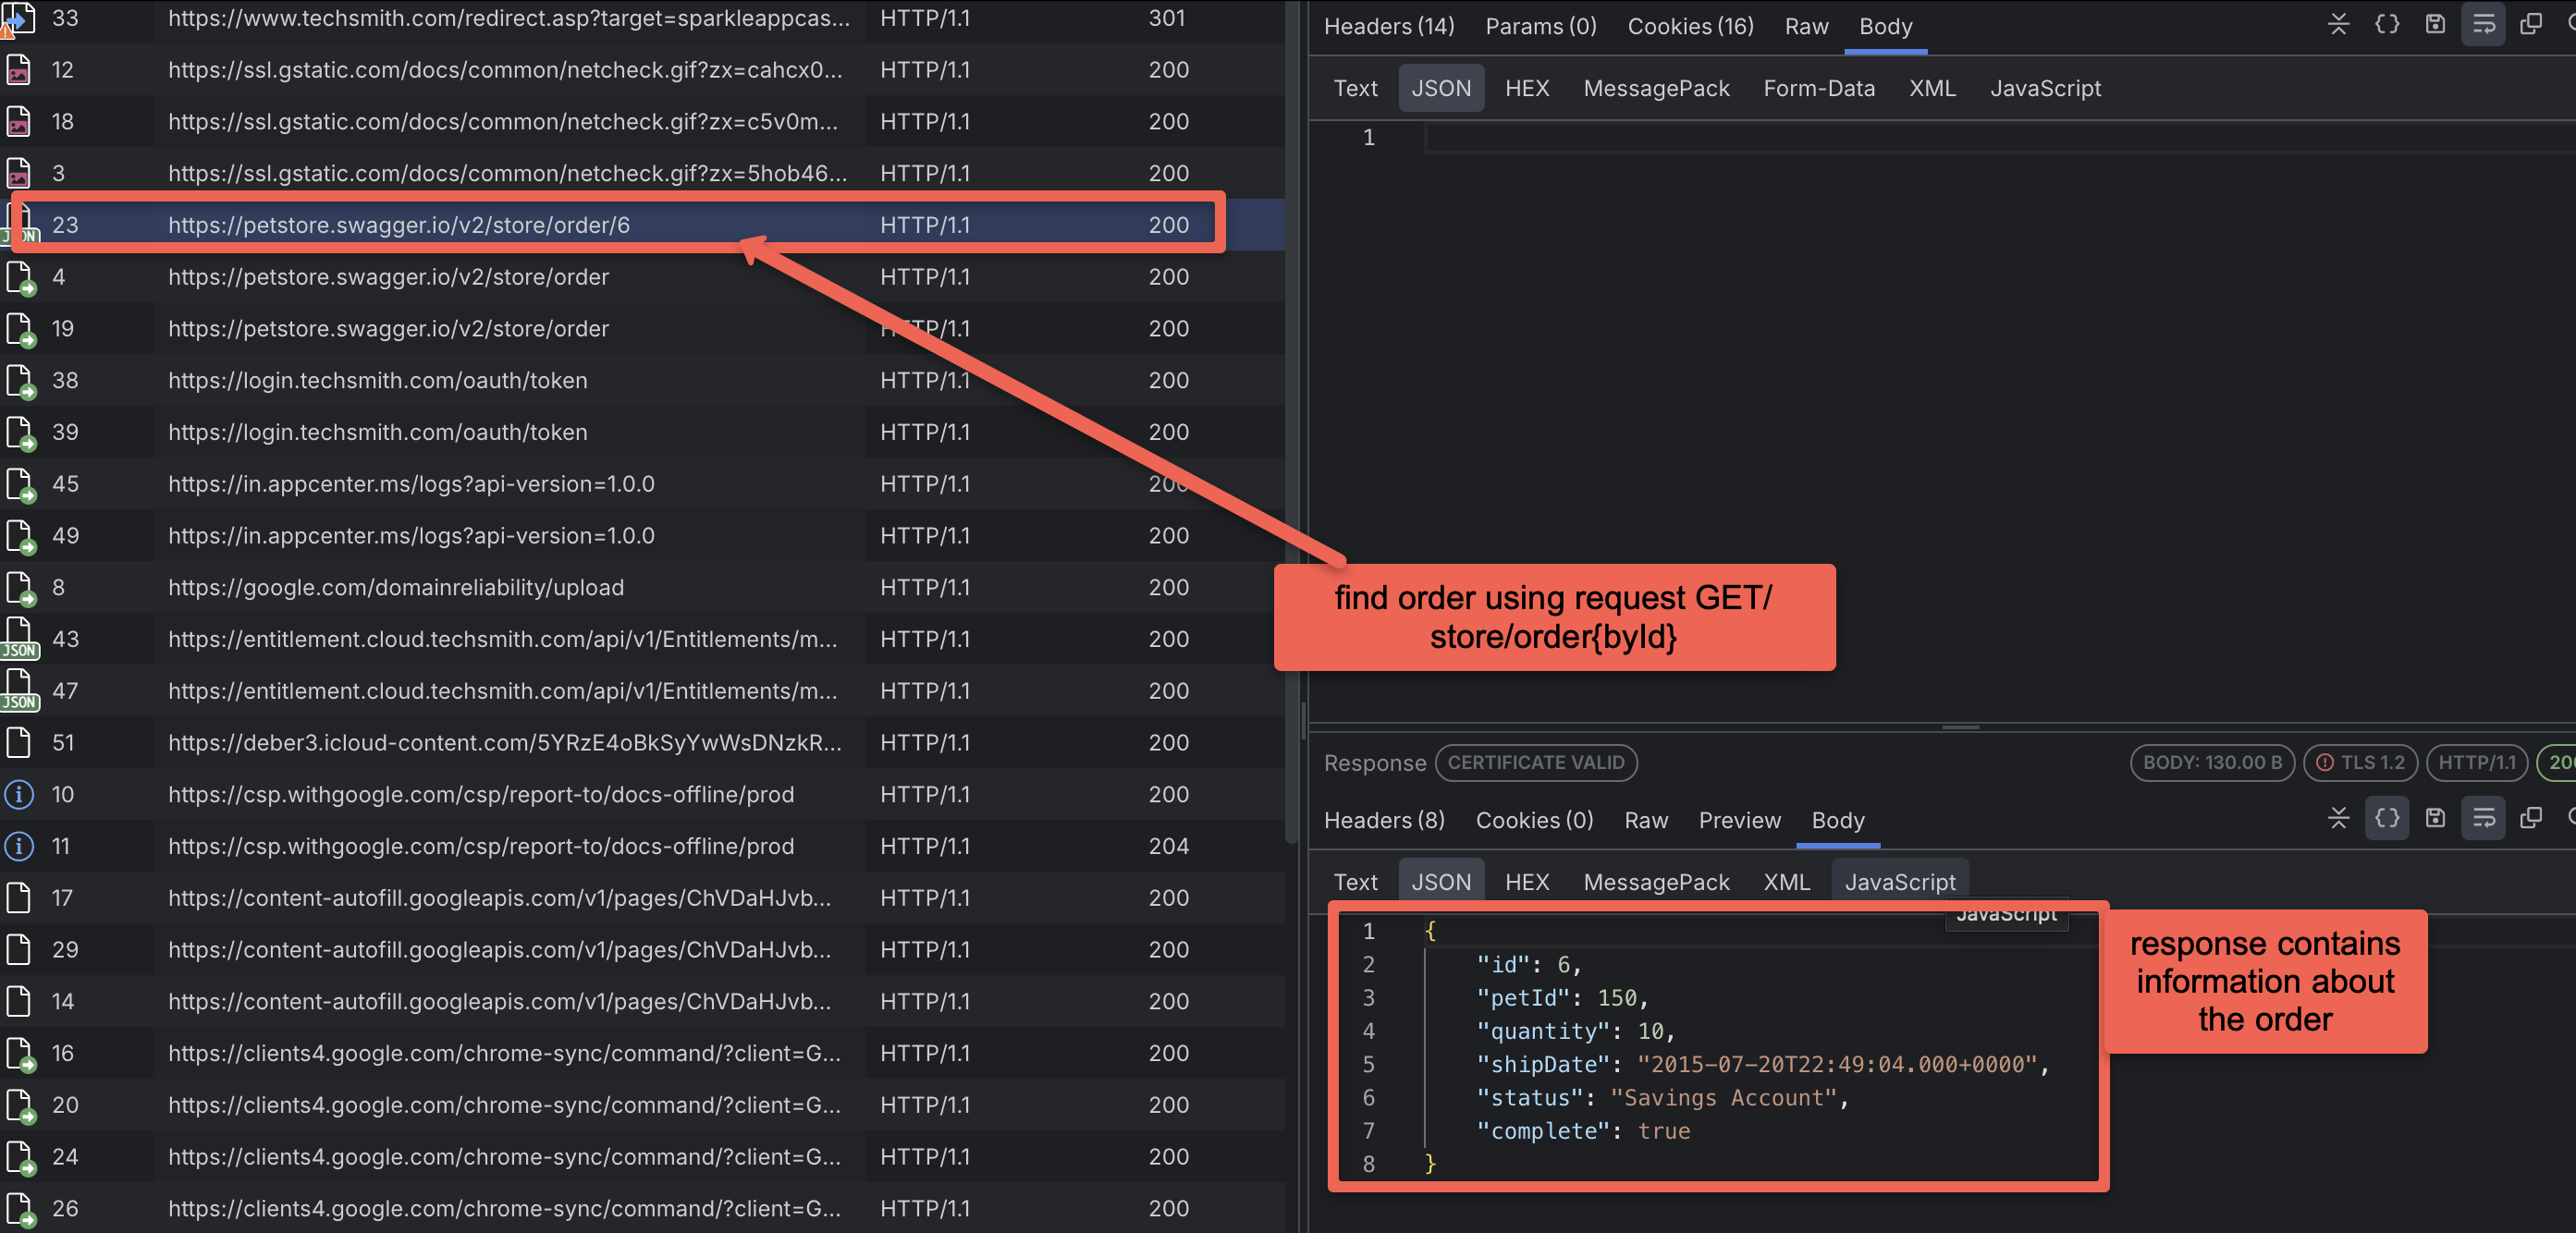 33 https://www.techsmith.com/redirect.asp?target=sparkleappcas... HTTP/1.1 301
12 https://ssl.gstatic.com/docs/common/netcheck.gif?zx=cahcx0... HTTP/1.1 200
18 https://ssl.gstatic.com/docs/common/netcheck.gif?zx=c5v0m... HTTP/1.1 200
3 https://ssl.gstatic.com/docs/common/netcheck.gif?zx=5hob46... HTTP/1.1 200
23 https://petstore.swagger.io/v2/store/order/6 HTTP/1.1 200
4 https://petstore.swagger.io/v2/store/order HTTP/1.1 200
19 https://petstore.swagger.io/v2/store/order HTTP/1.1 200
38 https://login.techsmith.com/oauth/token HTTP/1.1 200
39 https://login.techsmith.com/oauth/token HTTP/1.1 200
45 https://in.appcenter.ms/logs?api-version=1.0.0 HTTP/1.1 200
49 https://in.appcenter.ms/logs?api-version=1.0.0 HTTP/1.1 200
8 https://google.com/domainreliability/upload HTTP/1.1 200
JSON 43 https://entitlement.cloud.techsmith.com/api/v1/Entitlements/m... HTTP/1.1 200
JSON 47 https://entitlement.cloud.techsmith.com/api/v1/Entitlements/m... HTTP/1.1 200
51 https://deber3.icloud-content.com/5YRzE4oBkSyYwWsDNzkR... HTTP/1.1 200
10 https://csp.withgoogle.com/csp/report-to/docs-offline/prod HTTP/1.1 200
11 https://csp.withgoogle.com/csp/report-to/docs-offline/prod HTTP/1.1 204
17 https://content-autofill.googleapis.com/v1/pages/ChVDaHJvb... HTTP/1.1 200
29 https://content-autofill.googleapis.com/v1/pages/ChVDaHJvb... HTTP/1.1 200
14 https://content-autofill.googleapis.com/v1/pages/ChVDaHJvb... HTTP/1.1 200
16 https://clients4.google.com/chrome-sync/command/?client=G... HTTP/1.1 200
20 https://clients4.google.com/chrome-sync/command/?client=G... HTTP/1.1 200
24 https://clients4.google.com/chrome-sync/command/?client=G... HTTP/1.1 200
26 https://clients4.google.com/chrome-sync/command/?client=G... HTTP/1.1 200
Headers (14) Params (0) Cookies (16) Raw Body
Text JSON HEX MessagePack Form-Data XML JavaScript
1
find order using request GET/
store/order{byId}
Response CERTIFICATE VALID BODY: 130.00 B TLS 1.2 HTTP/1.1
Headers (8) Cookies (0) Raw Preview Body
Text JSON HEX MessagePack XML JavaScript
JavaScript
1 {
2 "id": 6,
3 "petId": 150,
4 "quantity": 10,
5 "shipDate": "2015-07-20T22:49:04.000+0000",
6 "status": "Savings Account",
7 "complete": true
8 }
response contains
information about
the order